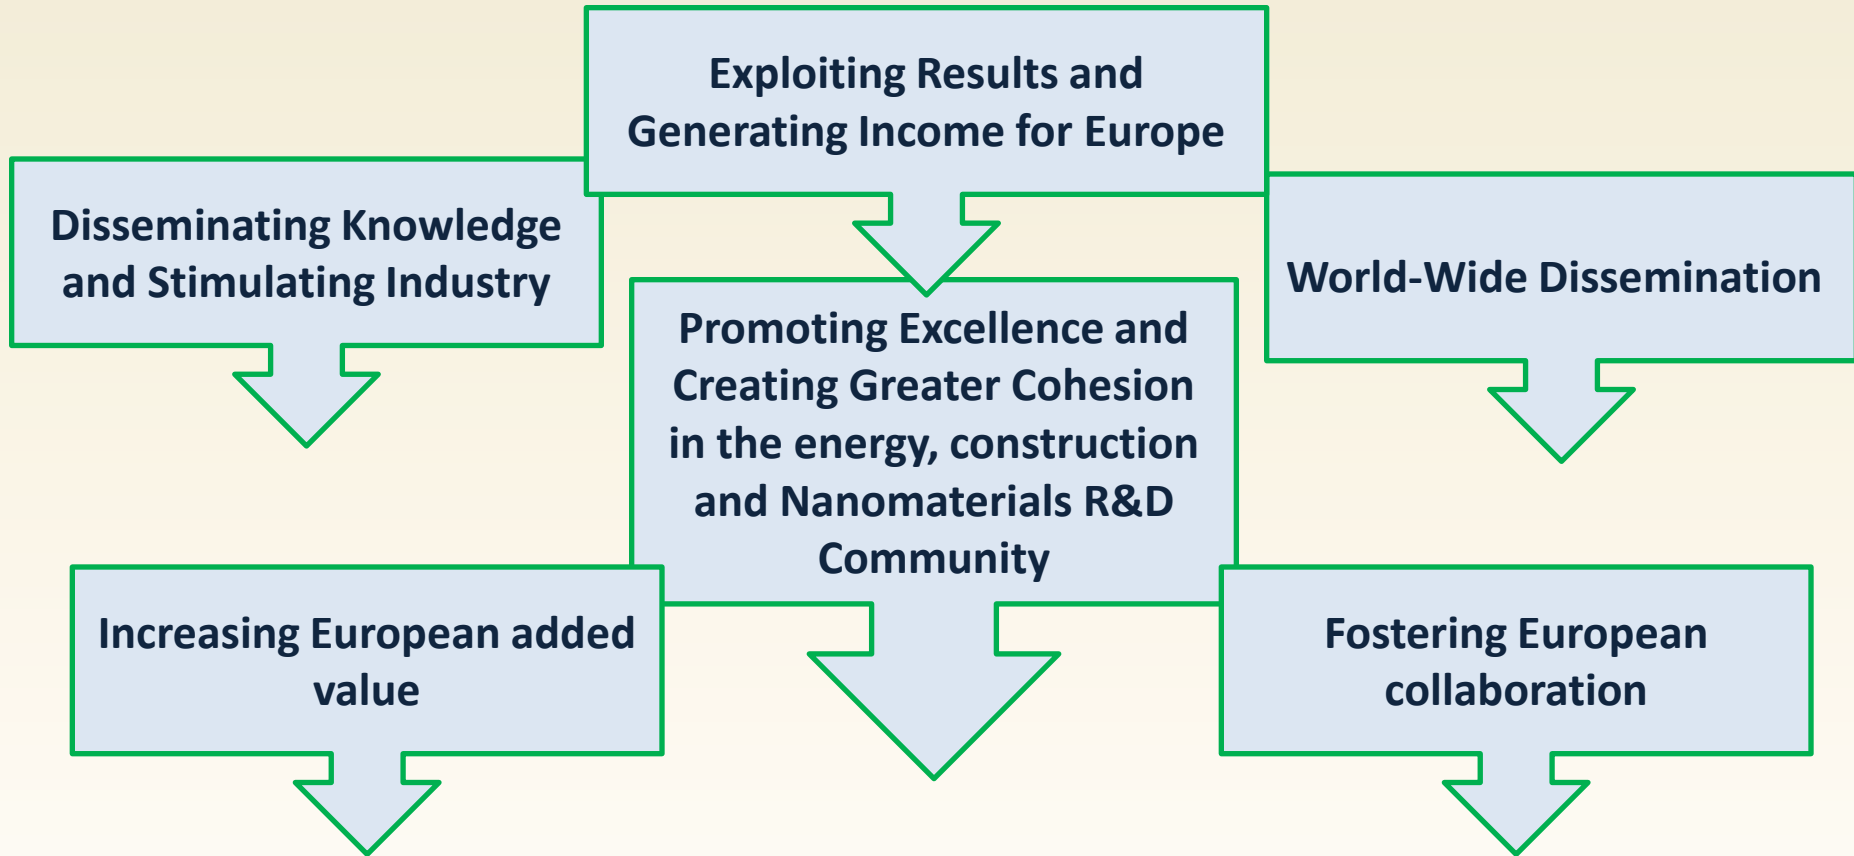 Exploiting Results and
Generating Income for Europe
Disseminating Knowledge
and Stimulating Industry
World-Wide Dissemination
Promoting Excellence and
Creating Greater Cohesion
in the energy, construction
and Nanomaterials R&D
Community
Increasing European added
value
Fostering European
collaboration